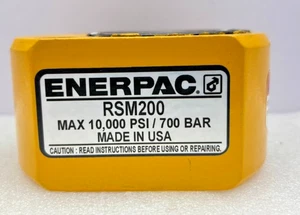 ENERPAC.
RSM200
MAX 10,000 PSI / 700 BAR
MADE IN USA
CAUTION : READ INSTRUCTIONS BEFORE USING OR REPAIRING.